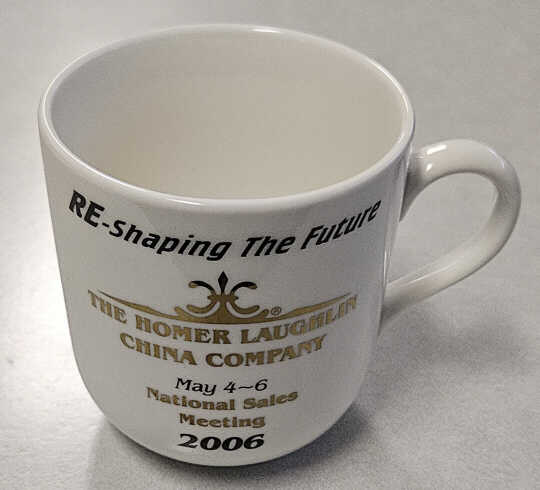 RE-shaping The Future
®
THE HOMER LAUGHLIN
CHINA COMPANY
May 4~6
National Sales
Meeting
2006